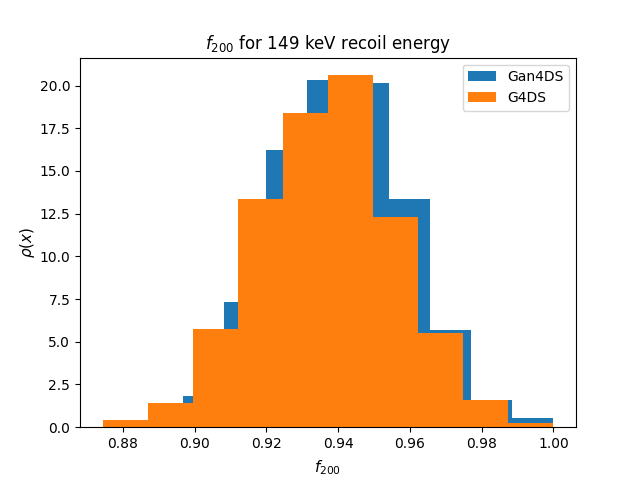 f₂₀₀ for 149 keV recoil energy
Gan4DS
G4DS
ρ(x)
20.0
17.5
15.0
12.5
10.0
7.5
5.0
2.5
0.0
0.88 0.90 0.92 0.94 0.96 0.98 1.00
f₂₀₀